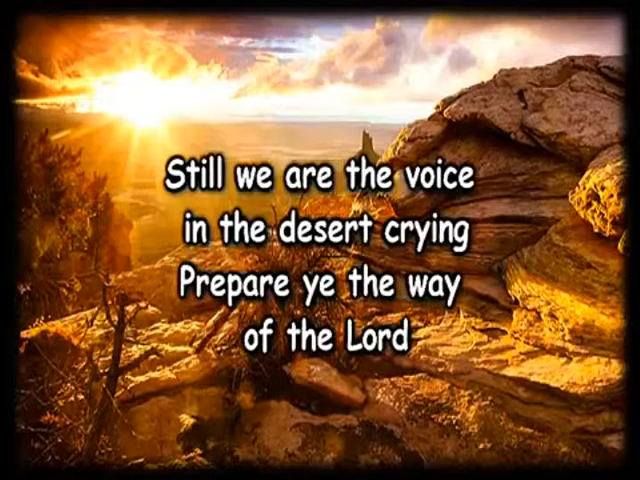 Still we are the voice
in the desert crying
Prepare ye the way
of the Lord